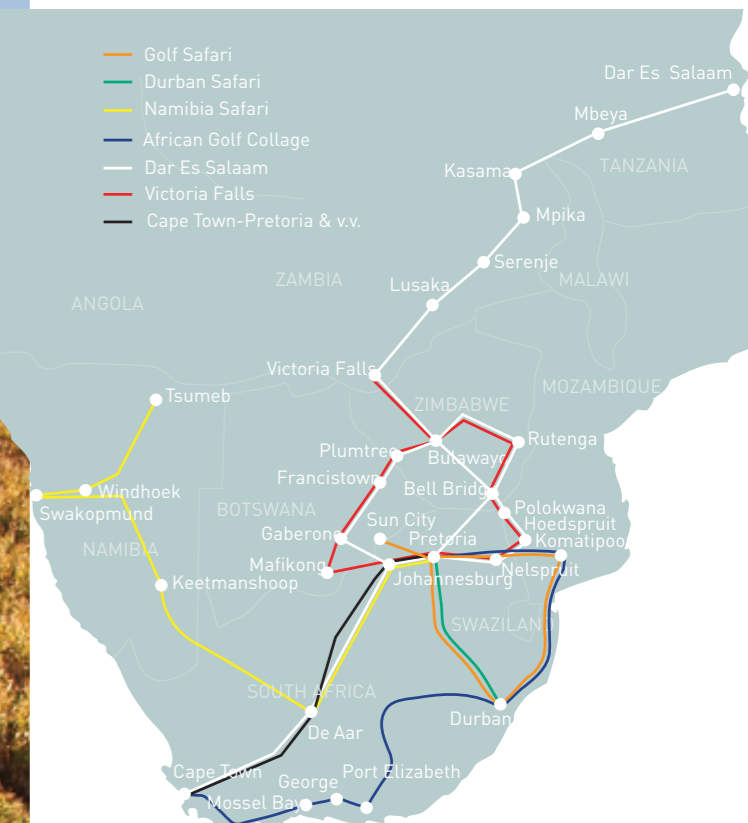 Golf Safari
Durban Safari
Namibia Safari
African Golf Collage
Dar Es Salaam
Victoria Falls
Cape Town-Pretoria & v.v.
Dar Es Salaam
Mbeya
TANZANIA
Kasama
Mpika
Serenje
ZAMBIA
MALAWI
Lusaka
ANGOLA
Victoria Falls
MOZAMBIQUE
Tsumeb
ZIMBABWE
Rutenga
Plumtree
Bulawayo
Francistown
Bell Bridg
Windhoek
Polokwana
BOTSWANA
Swakopmund
Sun City
Hoedspruit
Gaberone
Pretoria
Komatipoo
NAMIBIA
Mafikong
Nelspruit
Keetmanshoop
Johannesburg
SWAZILAND
SOUTH AFRICA
Durban
De Aar
Cape Town
Port Elizabeth
George
Mossel Bay